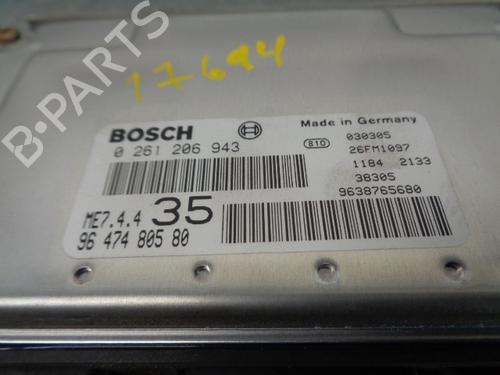 17694
BOSCH
Made in Germany
0 261 206 943
810
030305
26FM1097
1184 2133
38305
9638765680
ME7.4.4 35
96 474 805 80
B-PARTS